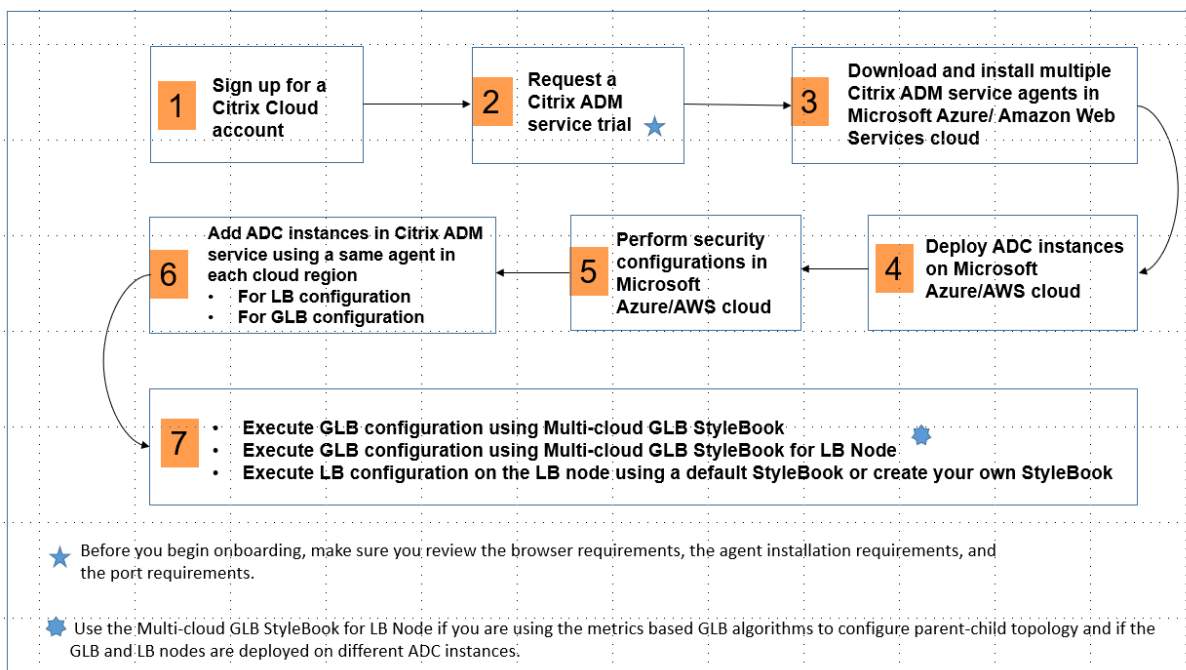 1
Sign up for a
Citrix Cloud
account
2
Request a
Citrix ADM
service trial
3
Download and install multiple
Citrix ADM service agents in
Microsoft Azure/ Amazon Web
Services cloud
4
Deploy ADC instances
on Microsoft
Azure/AWS cloud
5
Perform security
configurations in
Microsoft
Azure/AWS cloud
6
Add ADC instances in Citrix ADM
service using a same agent in
each cloud region
• For LB configuration
• For GLB configuration
7
• Execute GLB configuration using Multi-cloud GLB StyleBook
• Execute GLB configuration using Multi-cloud GLB StyleBook for LB Node
• Execute LB configuration on the LB node using a default StyleBook or create your own StyleBook
Before you begin onboarding, make sure you review the browser requirements, the agent installation requirements, and
the port requirements.
Use the Multi-cloud GLB StyleBook for LB Node if you are using the metrics based GLB algorithms to configure parent-child topology and if the
GLB and LB nodes are deployed on different ADC instances.